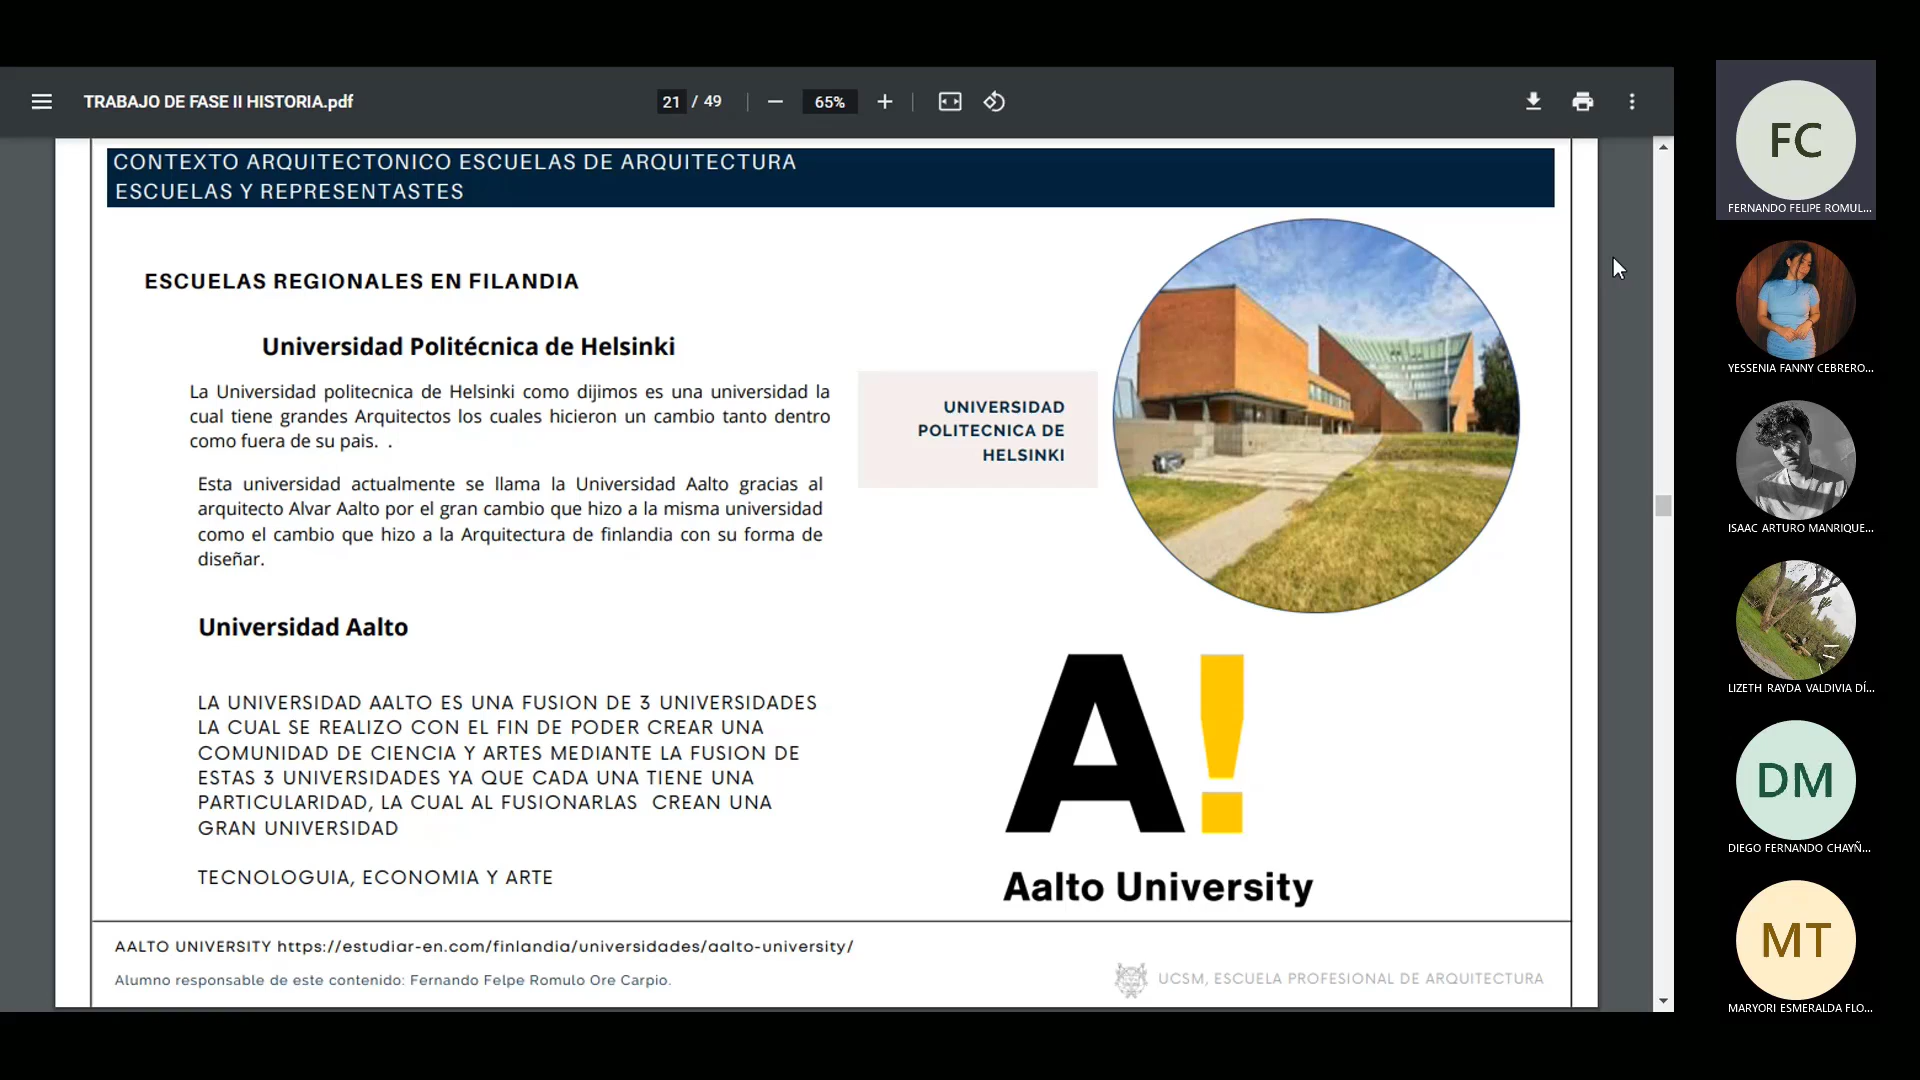 TRABAJO DE FASE II HISTORIA.pdf
21 / 49
65%
CONTEXTO ARQUITECTONICO ESCUELAS DE ARQUITECTURA
ESCUELAS Y REPRESENTASTES
ESCUELAS REGIONALES EN FILANDIA
Universidad Politécnica de Helsinki
La Universidad politecnica de Helsinki como dijimos es una universidad la
cual tiene grandes Arquitectos los cuales hicieron un cambio tanto dentro
como fuera de su pais. .
Esta universidad actualmente se llama la Universidad Aalto gracias al
arquitecto Alvar Aalto por el gran cambio que hizo a la misma universidad
como el cambio que hizo a la Arquitectura de finlandia con su forma de
diseñar.
UNIVERSIDAD
POLITECNICA DE
HELSINKI
Universidad Aalto
LA UNIVERSIDAD AALTO ES UNA FUSION DE 3 UNIVERSIDADES
LA CUAL SE REALIZO CON EL FIN DE PODER CREAR UNA
COMUNIDAD DE CIENCIA Y ARTES MEDIANTE LA FUSION DE
ESTAS 3 UNIVERSIDADES YA QUE CADA UNA TIENE UNA
PARTICULARIDAD, LA CUAL AL FUSIONARLAS CREAN UNA
GRAN UNIVERSIDAD
TECNOLOGUIA, ECONOMIA Y ARTE
A!
Aalto University
AALTO UNIVERSITY https://estudiar-en.com/finlandia/universidades/aalto-university/
Alumno responsable de este contenido: Fernando Felpe Romulo Ore Carpio.
UCSM, ESCUELA PROFESIONAL DE ARQUITECTURA
FC
FERNANDO FELIPE ROMUL...
YESSENIA FANNY CEBRERO...
ISAAC ARTURO MANRIQUE...
LIZETH RAYDA VALDIVIA DÍ...
DM
DIEGO FERNANDO CHAYÑ...
MT
MARYORI ESMERALDA FLO...